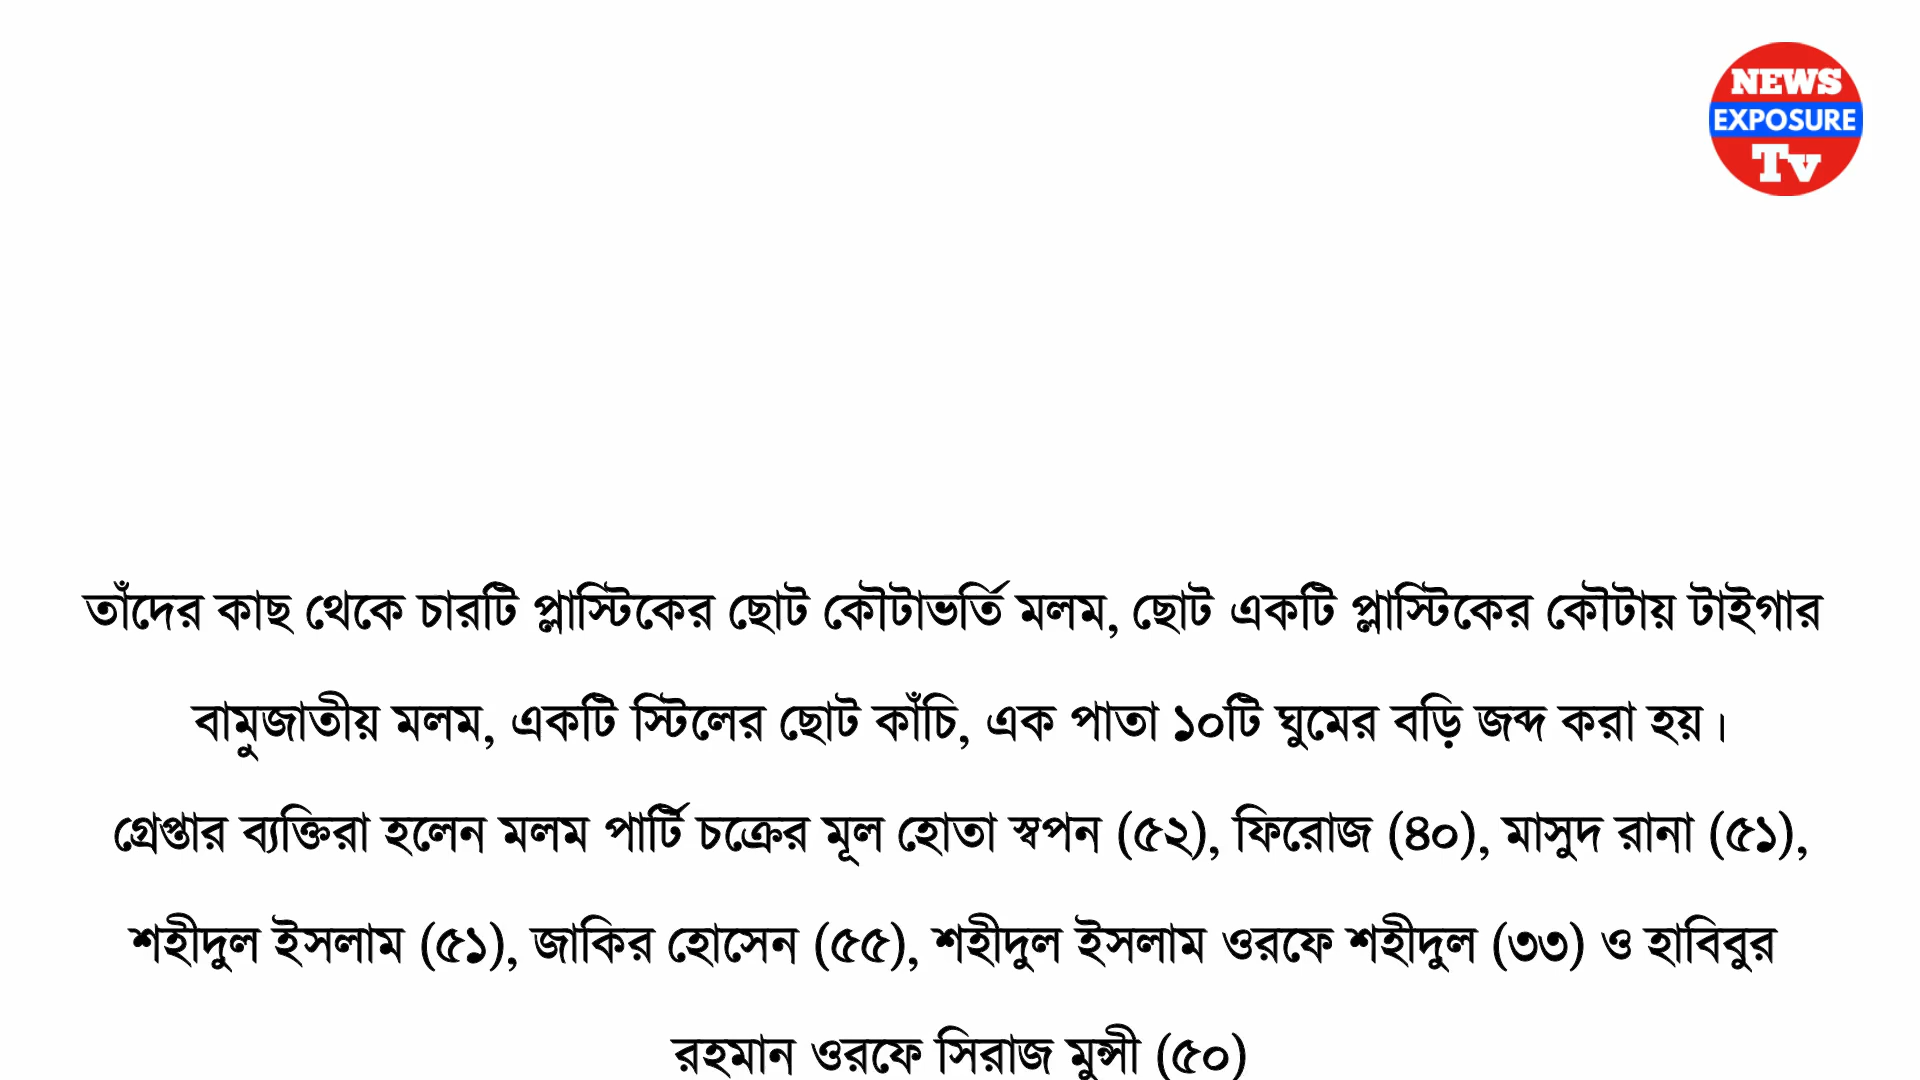 NEWS
EXPOSURE
Tv
তাঁদের কাছ থেকে চারটি প্লাস্টিকের ছোট কৌটাভর্তি মলম, ছোট একটি প্লাস্টিকের কৌটায় টাইগার
বামুজাতীয় মলম, একটি স্টিলের ছোট কাঁচি, এক পাতা ১০টি ঘুমের বড়ি জব্দ করা হয়।
গ্রেপ্তার ব্যক্তিরা হলেন মলম পার্টি চক্রের মূল হোতা স্বপন (৫২), ফিরোজ (৪০), মাসুদ রানা (৫১),
শহীদুল ইসলাম (৫১), জাকির হোসেন (৫৫), শহীদুল ইসলাম ওরফে শহীদুল (৩৩) ও হাবিবুর
রহমান ওরফে সিরাজ মুন্সী (৫০)